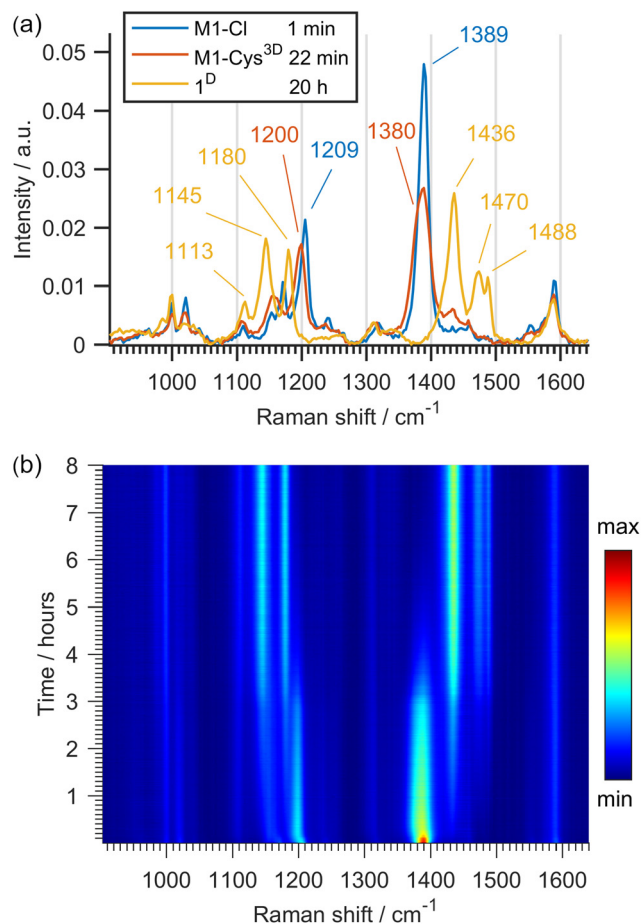 (a)
M1-Cl 1 min
M1-Cys3D 22 min
1D 20 h
1389
1380
1436
1470
1488
1200
1209
1180
1145
1113
0.05
0.04
0.03
0.02
0.01
0
Intensity / a.u.
1000 1100 1200 1300 1400 1500 1600
Raman shift / cm-1
(b)
8
7
6
5
4
3
2
1
Time / hours
1000 1100 1200 1300 1400 1500 1600
Raman shift / cm-1
max
min